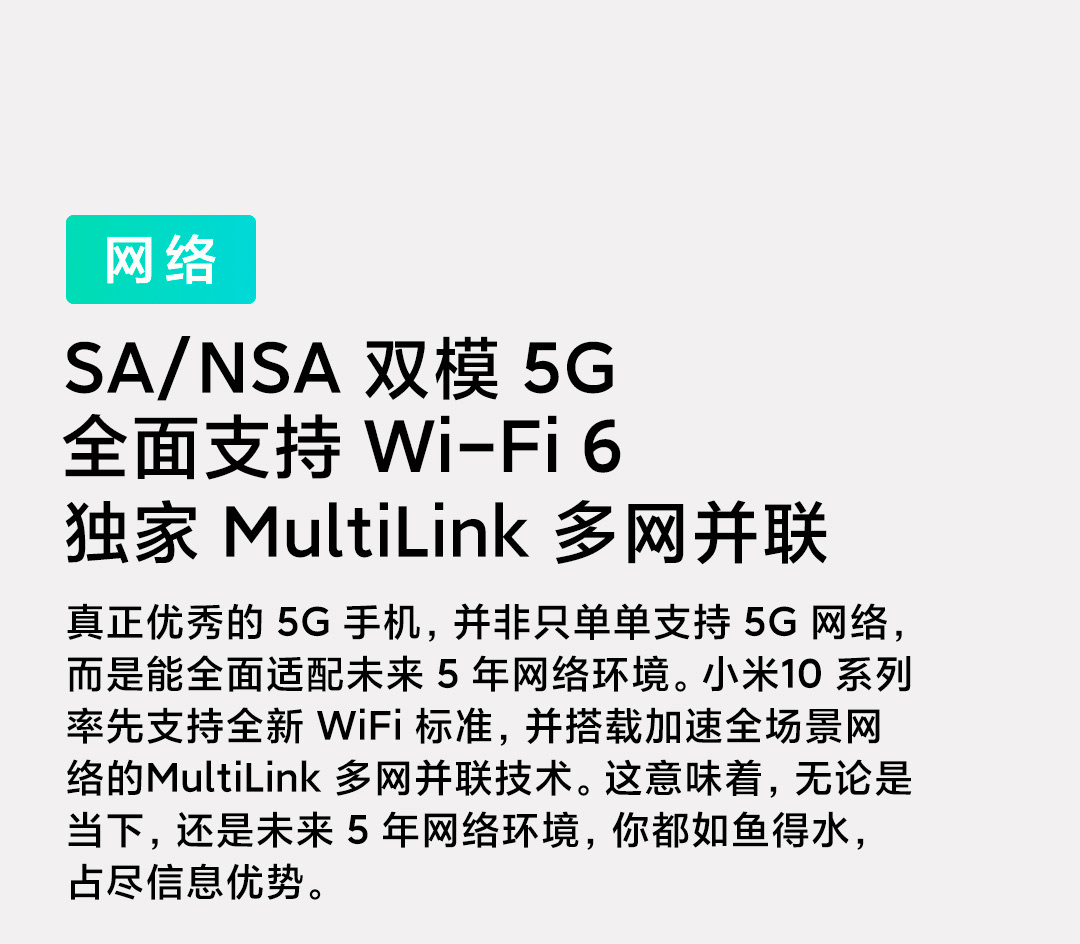 网络
SA/NSA 双模 5G
全面支持 Wi-Fi 6
独家 MultiLink 多网并联
真正优秀的 5G 手机，并非只单单支持 5G 网络，
而是能全面适配未来 5 年网络环境。小米10 系列
率先支持全新 WiFi 标准，并搭载加速全场景网
络的MultiLink 多网并联技术。这意味着，无论是
当下，还是未来 5 年网络环境，你都如鱼得水，
占尽信息优势。